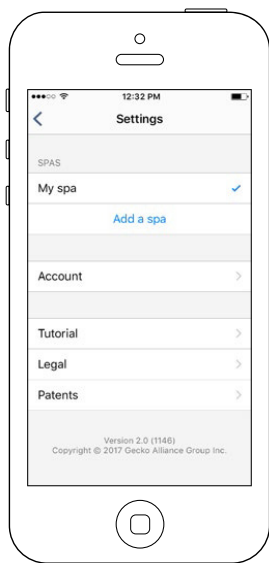 12:32 PM
Settings
SPAS
My spa
Add a spa
Account
Tutorial
Legal
Patents
Version 2.0 (1146)
Copyright © 2017 Gecko Alliance Group Inc.